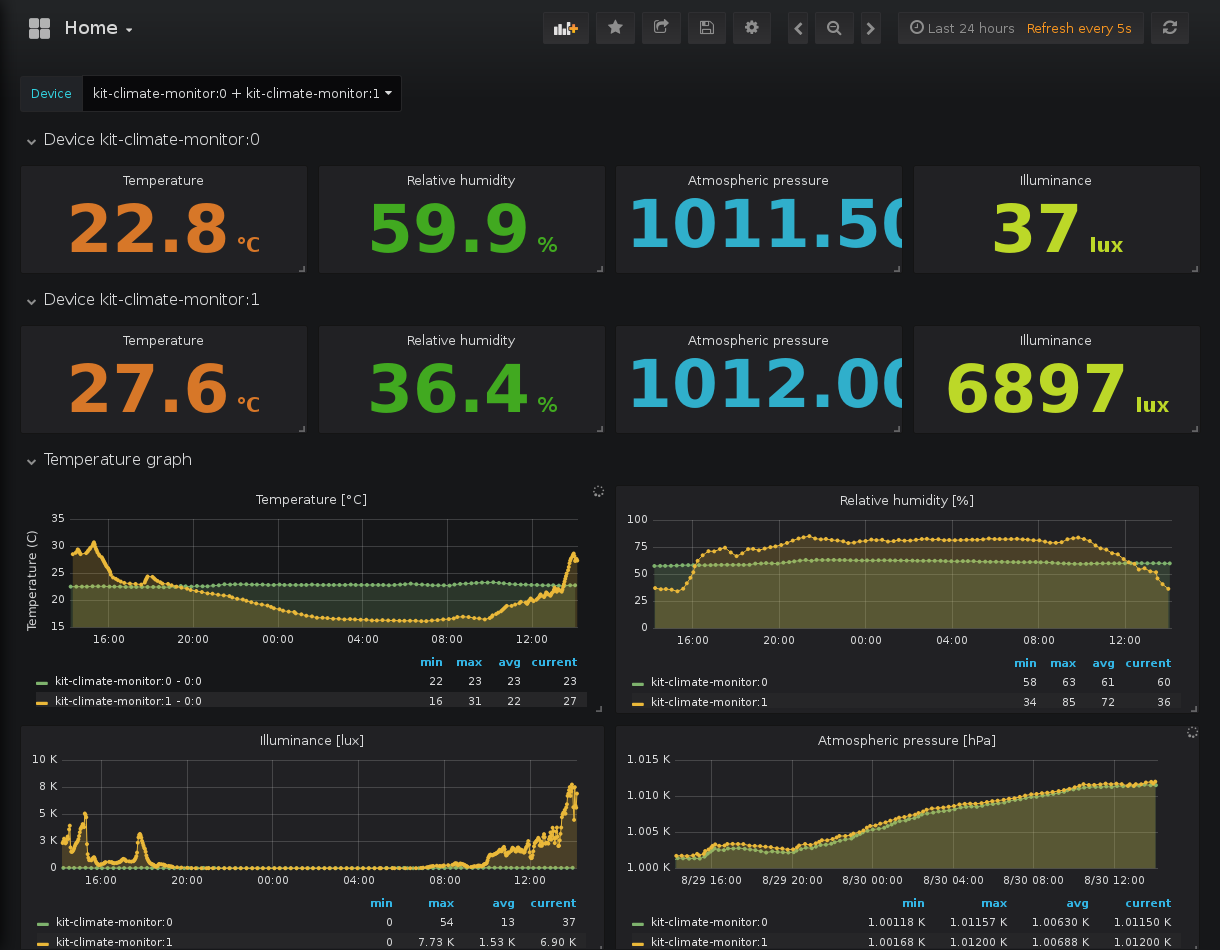 Home
Last 24 hours Refresh every 5s
Device kit-climate-monitor:0 + kit-climate-monitor:1
Device kit-climate-monitor:0
Temperature Relative humidity Atmospheric pressure Illuminance
22.8 °C 59.9 % 1011.50 37 lux
Device kit-climate-monitor:1
Temperature Relative humidity Atmospheric pressure Illuminance
27.6 °C 36.4 % 1012.00 6897 lux
Temperature graph
Temperature [°C]
Temperature (C)
35
30
25
20
15
16:00 20:00 00:00 04:00 08:00 12:00
min max avg current
kit-climate-monitor:0 - 0:0 22 23 23 23
kit-climate-monitor:1 - 0:0 16 31 22 27
Relative humidity [%]
100
75
50
25
0
16:00 20:00 00:00 04:00 08:00 12:00
min max avg current
kit-climate-monitor:0 58 63 61 60
kit-climate-monitor:1 34 85 72 36
Illuminance [lux]
10 K
8 K
5 K
3 K
0
16:00 20:00 00:00 04:00 08:00 12:00
min max avg current
kit-climate-monitor:0 0 54 13 37
kit-climate-monitor:1 0 7.73 K 1.53 K 6.90 K
Atmospheric pressure [hPa]
1.015 K
1.010 K
1.005 K
1.000 K
8/29 16:00 8/29 20:00 8/30 00:00 8/30 04:00 8/30 08:00 8/30 12:00
min max avg current
kit-climate-monitor:0 1.00118 K 1.01157 K 1.00630 K 1.01150 K
kit-climate-monitor:1 1.00168 K 1.01200 K 1.00688 K 1.01200 K